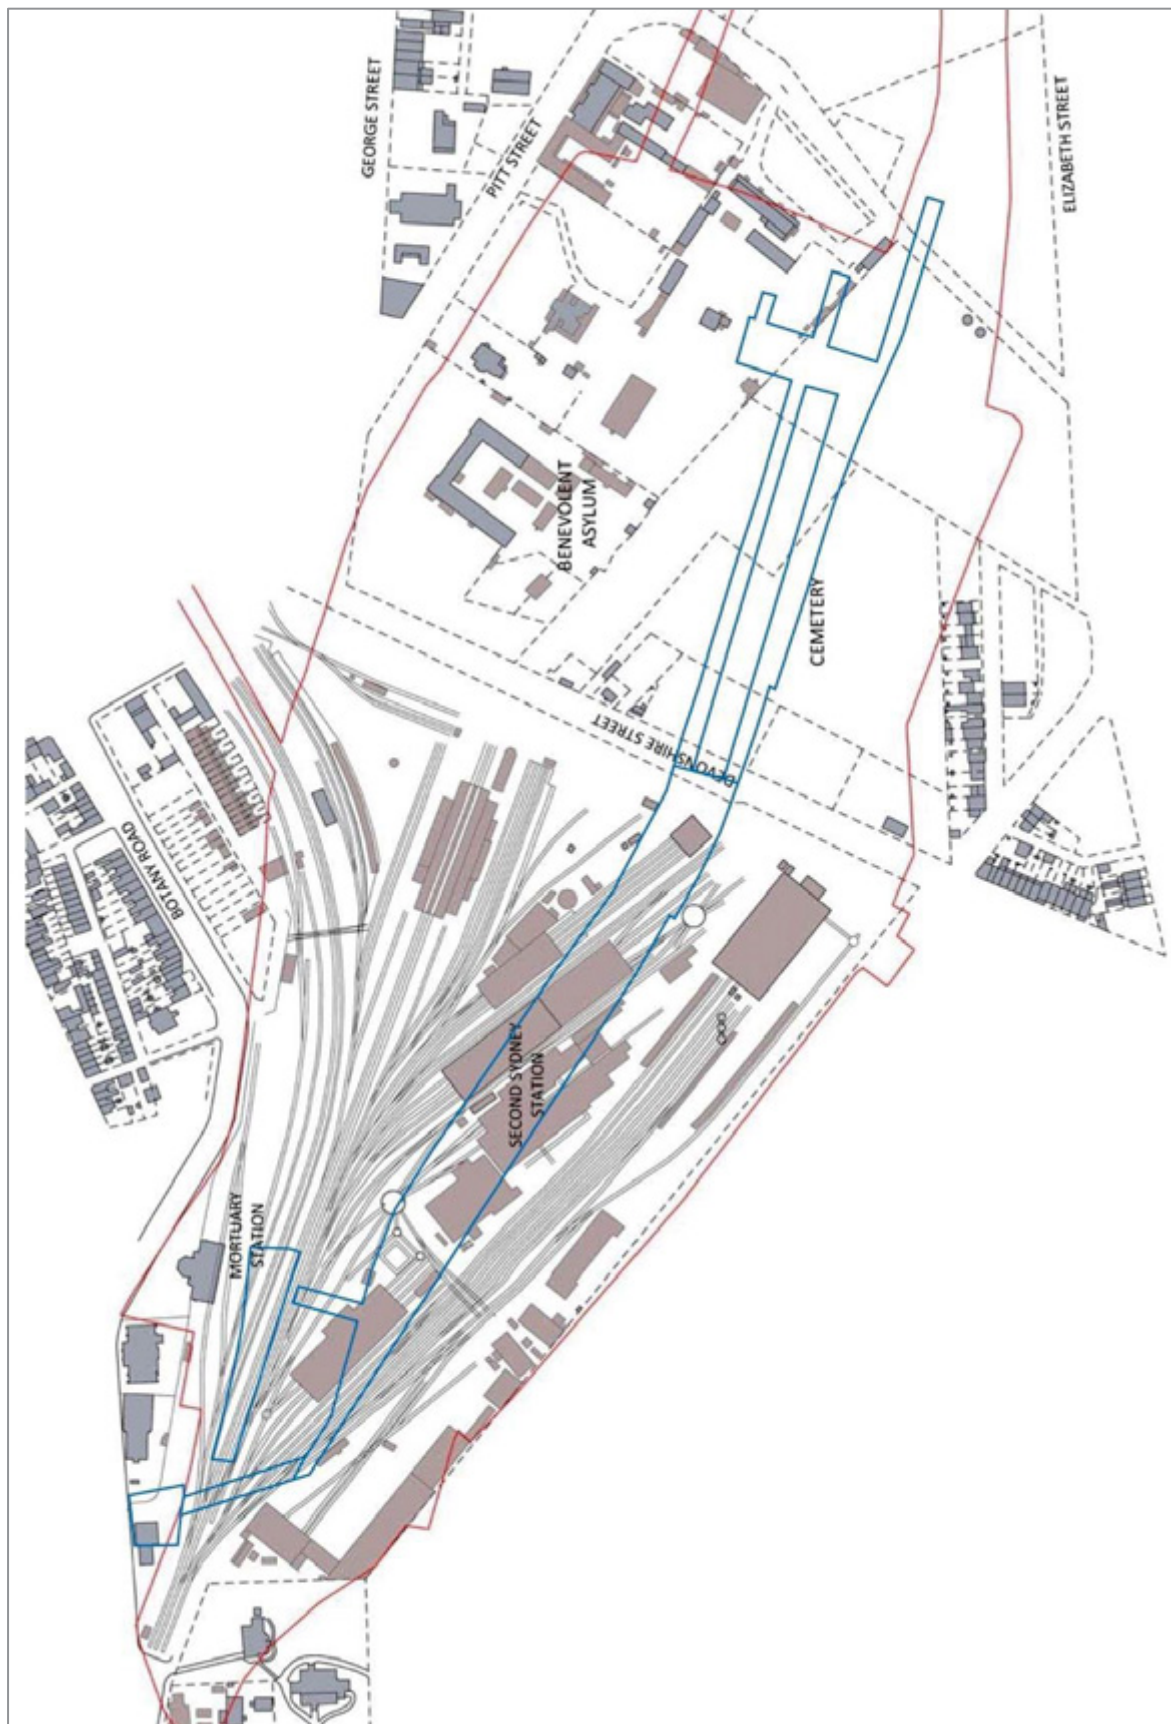 GEORGE STREET
PITT STREET
ELIZABETH STREET
BENEVOLENT
ASYLUM
CEMETERY
DEVONSHIRE STREET
BOTANY ROAD
SECOND SYDNEY
STATION
MORTUARY
STATION